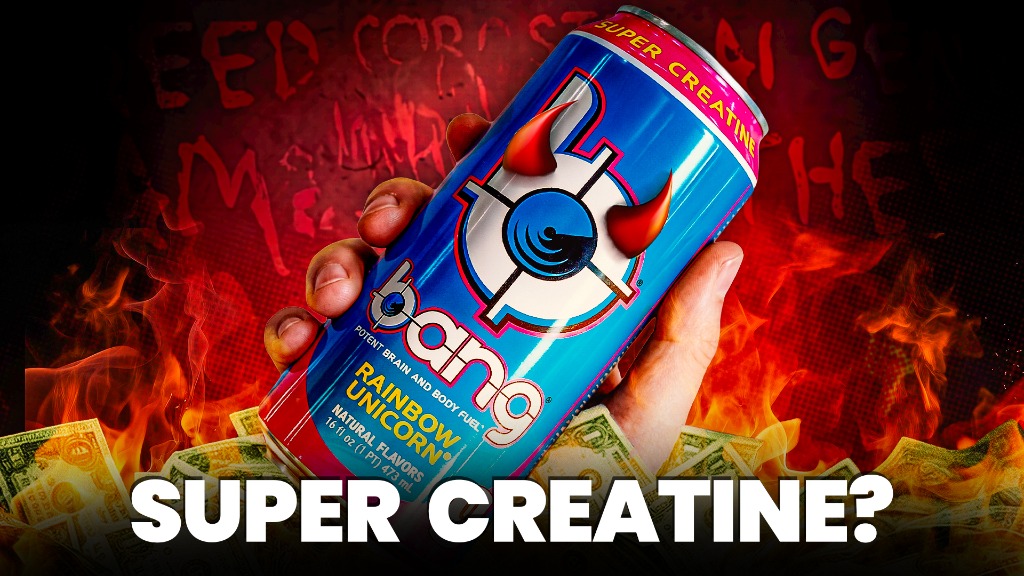 SUPER CREATINE
bang
POTENT BRAIN AND BODY FUEL
RAINBOW
UNICORN
NATURAL FLAVORS
16 fl oz (1 PT) 473 mL
SUPER CREATINE?